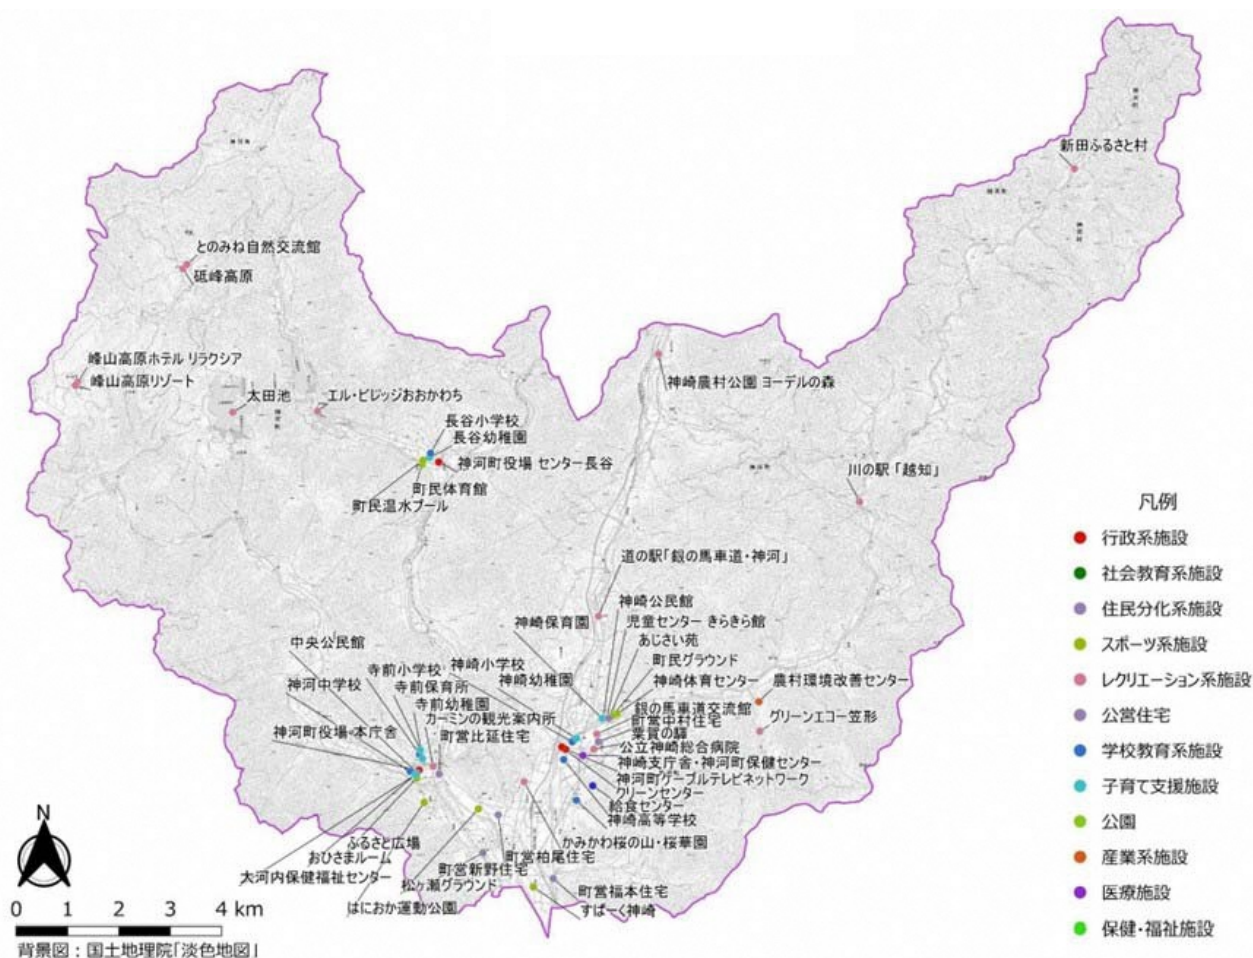 新田ふるさと村
とのみね自然交流館
砥峰高原
峰山高原ホテル リラクシア
峰山高原リゾート
太田池
エル・ビレッジおおかわち
神崎農村公園 ヨーデルの森
長谷小学校
長谷幼稚園
神河町役場 センター長谷
町民体育館
町民温水プール
川の駅「越知」
道の駅「銀の馬車道・神河」
神崎公民館
神崎保育園
児童センター きらきら館
あじさい苑
中央公民館
町民グラウンド
神崎小学校
寺前小学校
神崎幼稚園
神崎体育センター
農村環境改善センター
神河中学校
寺前保育所
寺前幼稚園
銀の馬車道交流館
カーミンの観光案内所
町営中村住宅
グリーンエコー笠形
神河町役場・本庁舎
町営比延住宅
粟賀の驛
公立神崎総合病院
神崎支庁舎・神河町保健センター
神河町ケーブルテレビネットワーク
クリーンセンター
給食センター
神崎高等学校
ふるさと広場
かみかわ桜の山・桜華園
おひさまルーム
町営柏尾住宅
大河内保健福祉センター
町営新野住宅
松ヶ瀬グラウンド
町営福本住宅
はにおか運動公園
すぱーく神崎
凡例
行政系施設
社会教育系施設
住民分化系施設
スポーツ系施設
レクリエーション系施設
公営住宅
学校教育系施設
子育て支援施設
公園
産業系施設
医療施設
保健・福祉施設
N
0 1 2 3 4 km
背景図：国土地理院「淡色地図」